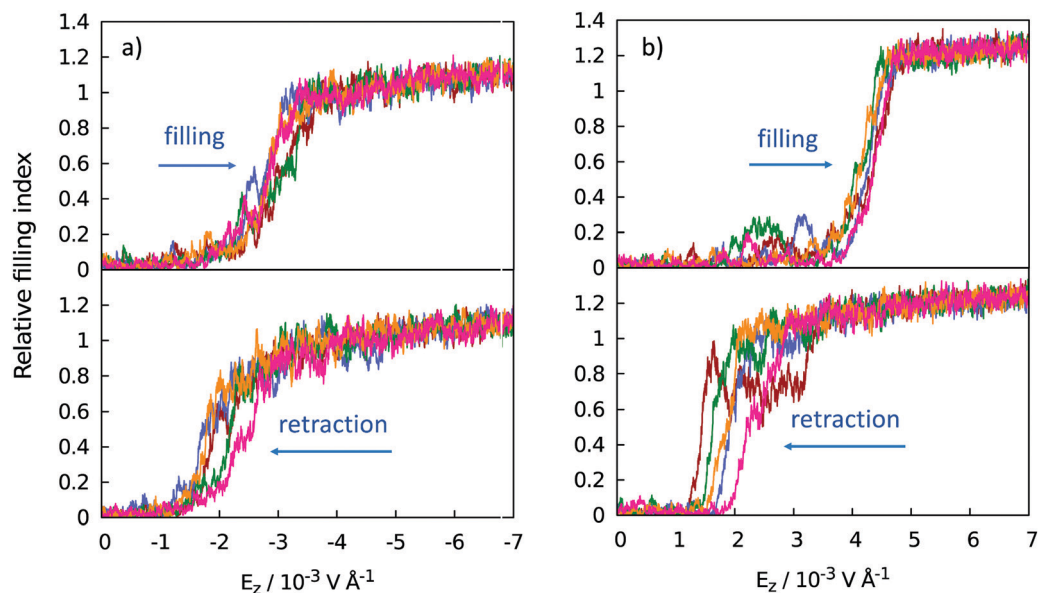 a)
1.4
1.2
1
0.8
0.6
0.4
0.2
0
filling
1.2
1
0.8
0.6
0.4
0.2
0
retraction
0 -1 -2 -3 -4 -5 -6 -7
E_z / 10⁻³ V Å⁻¹
Relative filling index
b)
1.4
1.2
1
0.8
0.6
0.4
0.2
0
filling
1.2
1
0.8
0.6
0.4
0.2
0
retraction
0 1 2 3 4 5 6 7
E_z / 10⁻³ V Å⁻¹